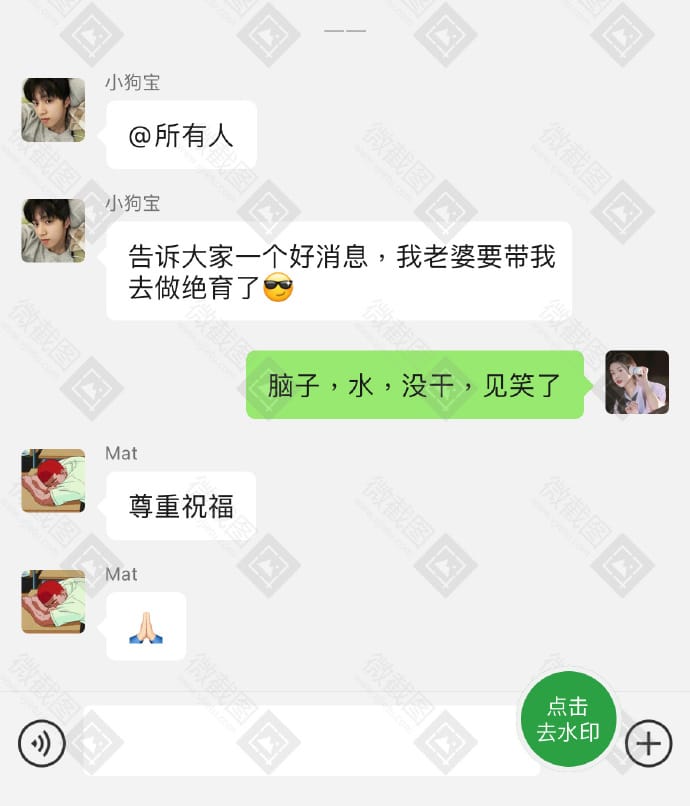 小狗宝
@所有人
小狗宝
告诉大家一个好消息，我老婆要带我
去做绝育了😎
脑子，水，没干，见笑了
Mat
尊重祝福
Mat
🙏🏻
点击
去水印
微截图